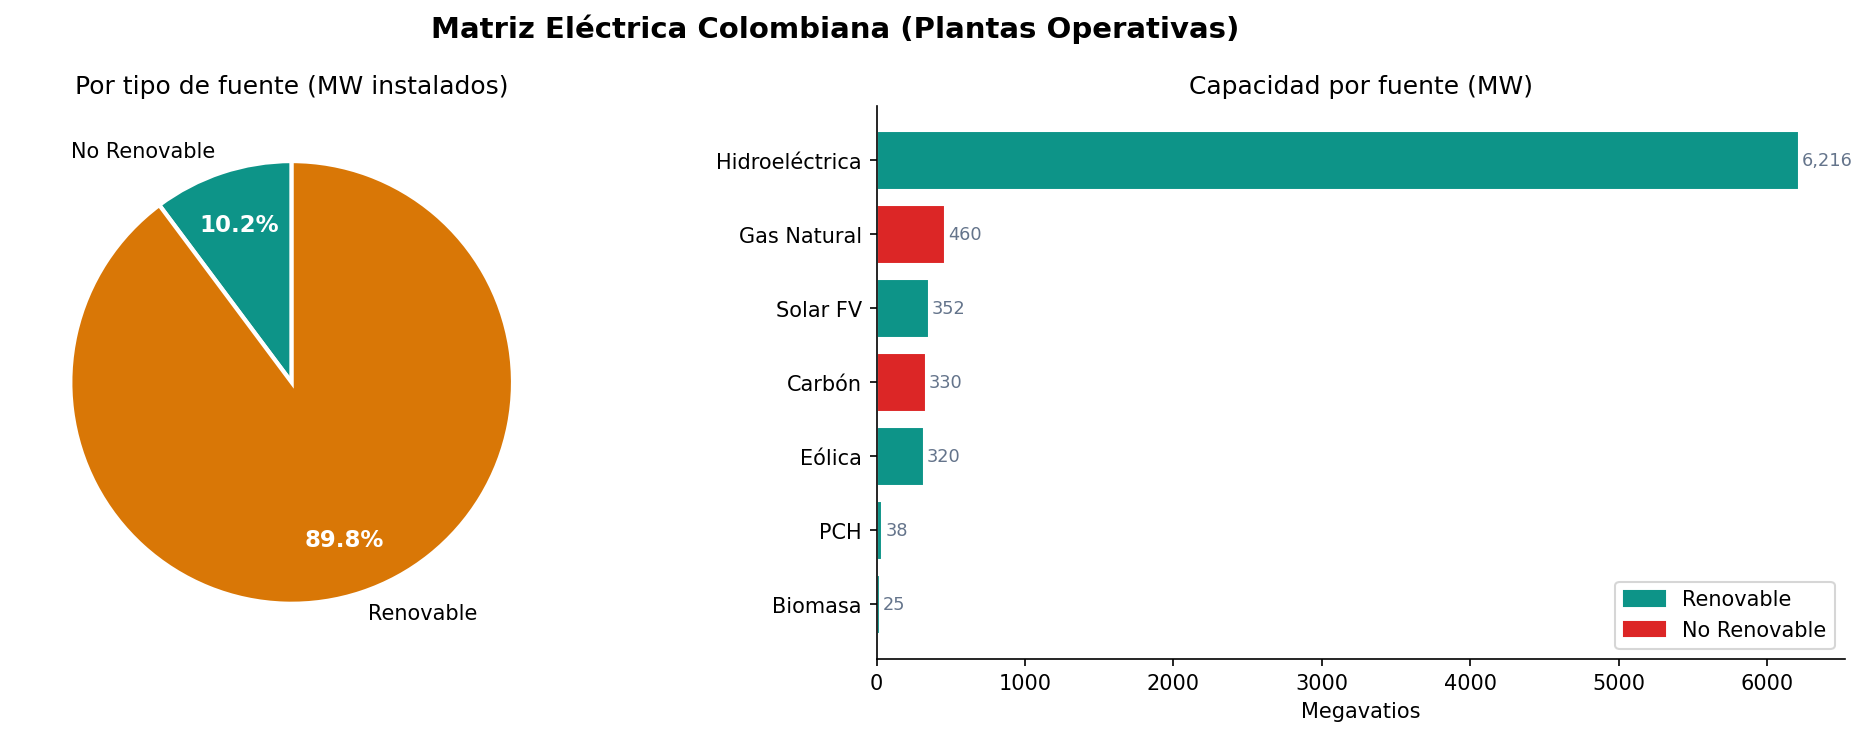 Matriz Eléctrica Colombiana (Plantas Operativas)
Por tipo de fuente (MW instalados)
No Renovable
10.2%
89.8%
Renovable
Capacidad por fuente (MW)
Hidroeléctrica 6,216
Gas Natural 460
Solar FV 352
Carbón 330
Eólica 320
PCH 38
Biomasa 25
Renovable
No Renovable
0 1000 2000 3000 4000 5000 6000
Megavatios